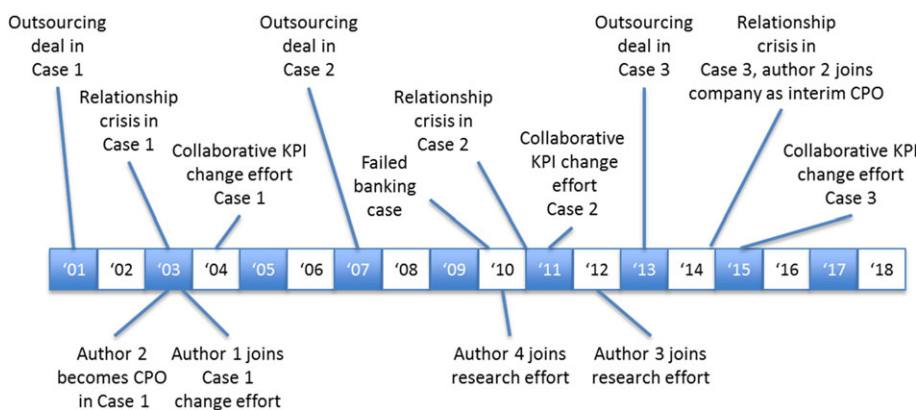 Outsourcing
deal in
Case 1
Relationship
crisis in
Case 1
Collaborative KPI
change effort
Case 1
Outsourcing
deal in
Case 2
Failed
banking
case
Relationship
crisis in
Case 2
Collaborative
KPI change
effort
Case 2
Outsourcing
deal in
Case 3
Relationship
crisis in
Case 3, author 2 joins
company as interim CPO
Collaborative KPI
change effort
Case 3
‘01 ‘02 ‘03 ‘04 ‘05 ‘06 ‘07 ‘08 ‘09 ‘10 ‘11 ‘12 ‘13 ‘14 ‘15 ‘16 ‘17 ‘18
Author 2
becomes CPO
in Case 1
Author 1 joins
Case 1
change effort
Author 4 joins
research effort
Author 3 joins
research effort